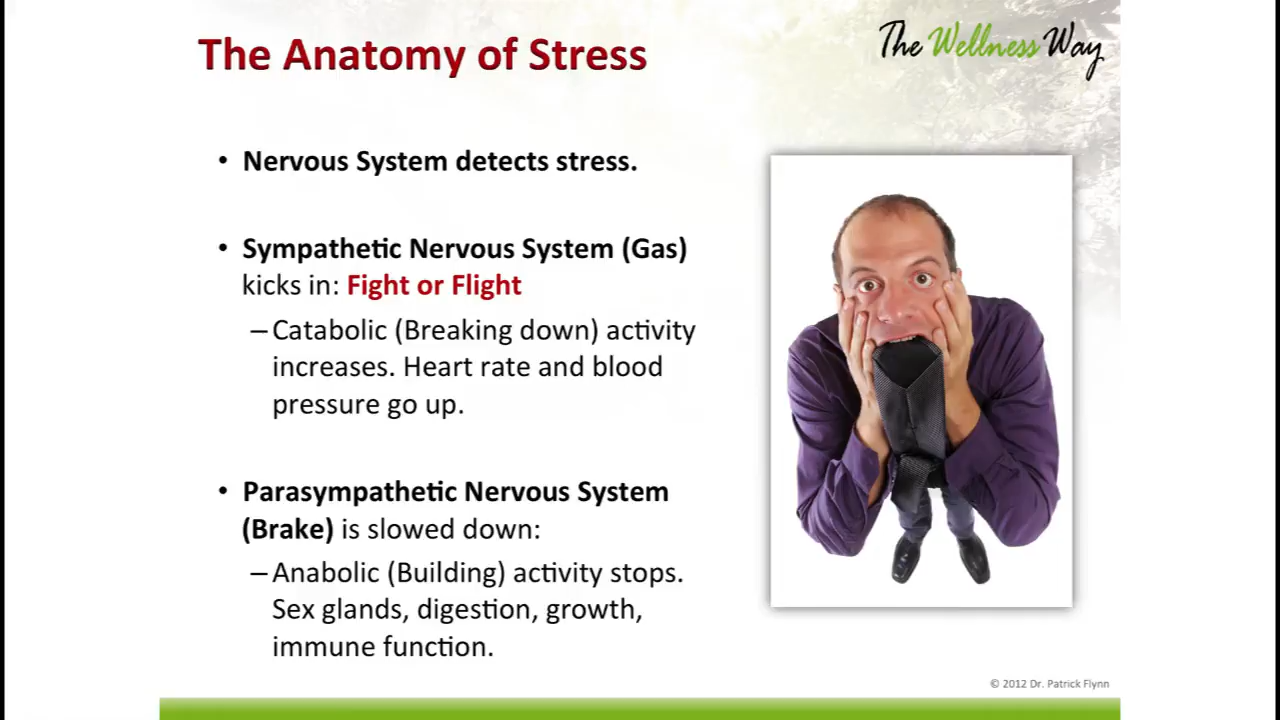 The Anatomy of Stress
The Wellness Way
• Nervous System detects stress.
• Sympathetic Nervous System (Gas)
kicks in: Fight or Flight
– Catabolic (Breaking down) activity
increases. Heart rate and blood
pressure go up.
• Parasympathetic Nervous System
(Brake) is slowed down:
– Anabolic (Building) activity stops.
Sex glands, digestion, growth,
immune function.
© 2012 Dr. Patrick Flynn